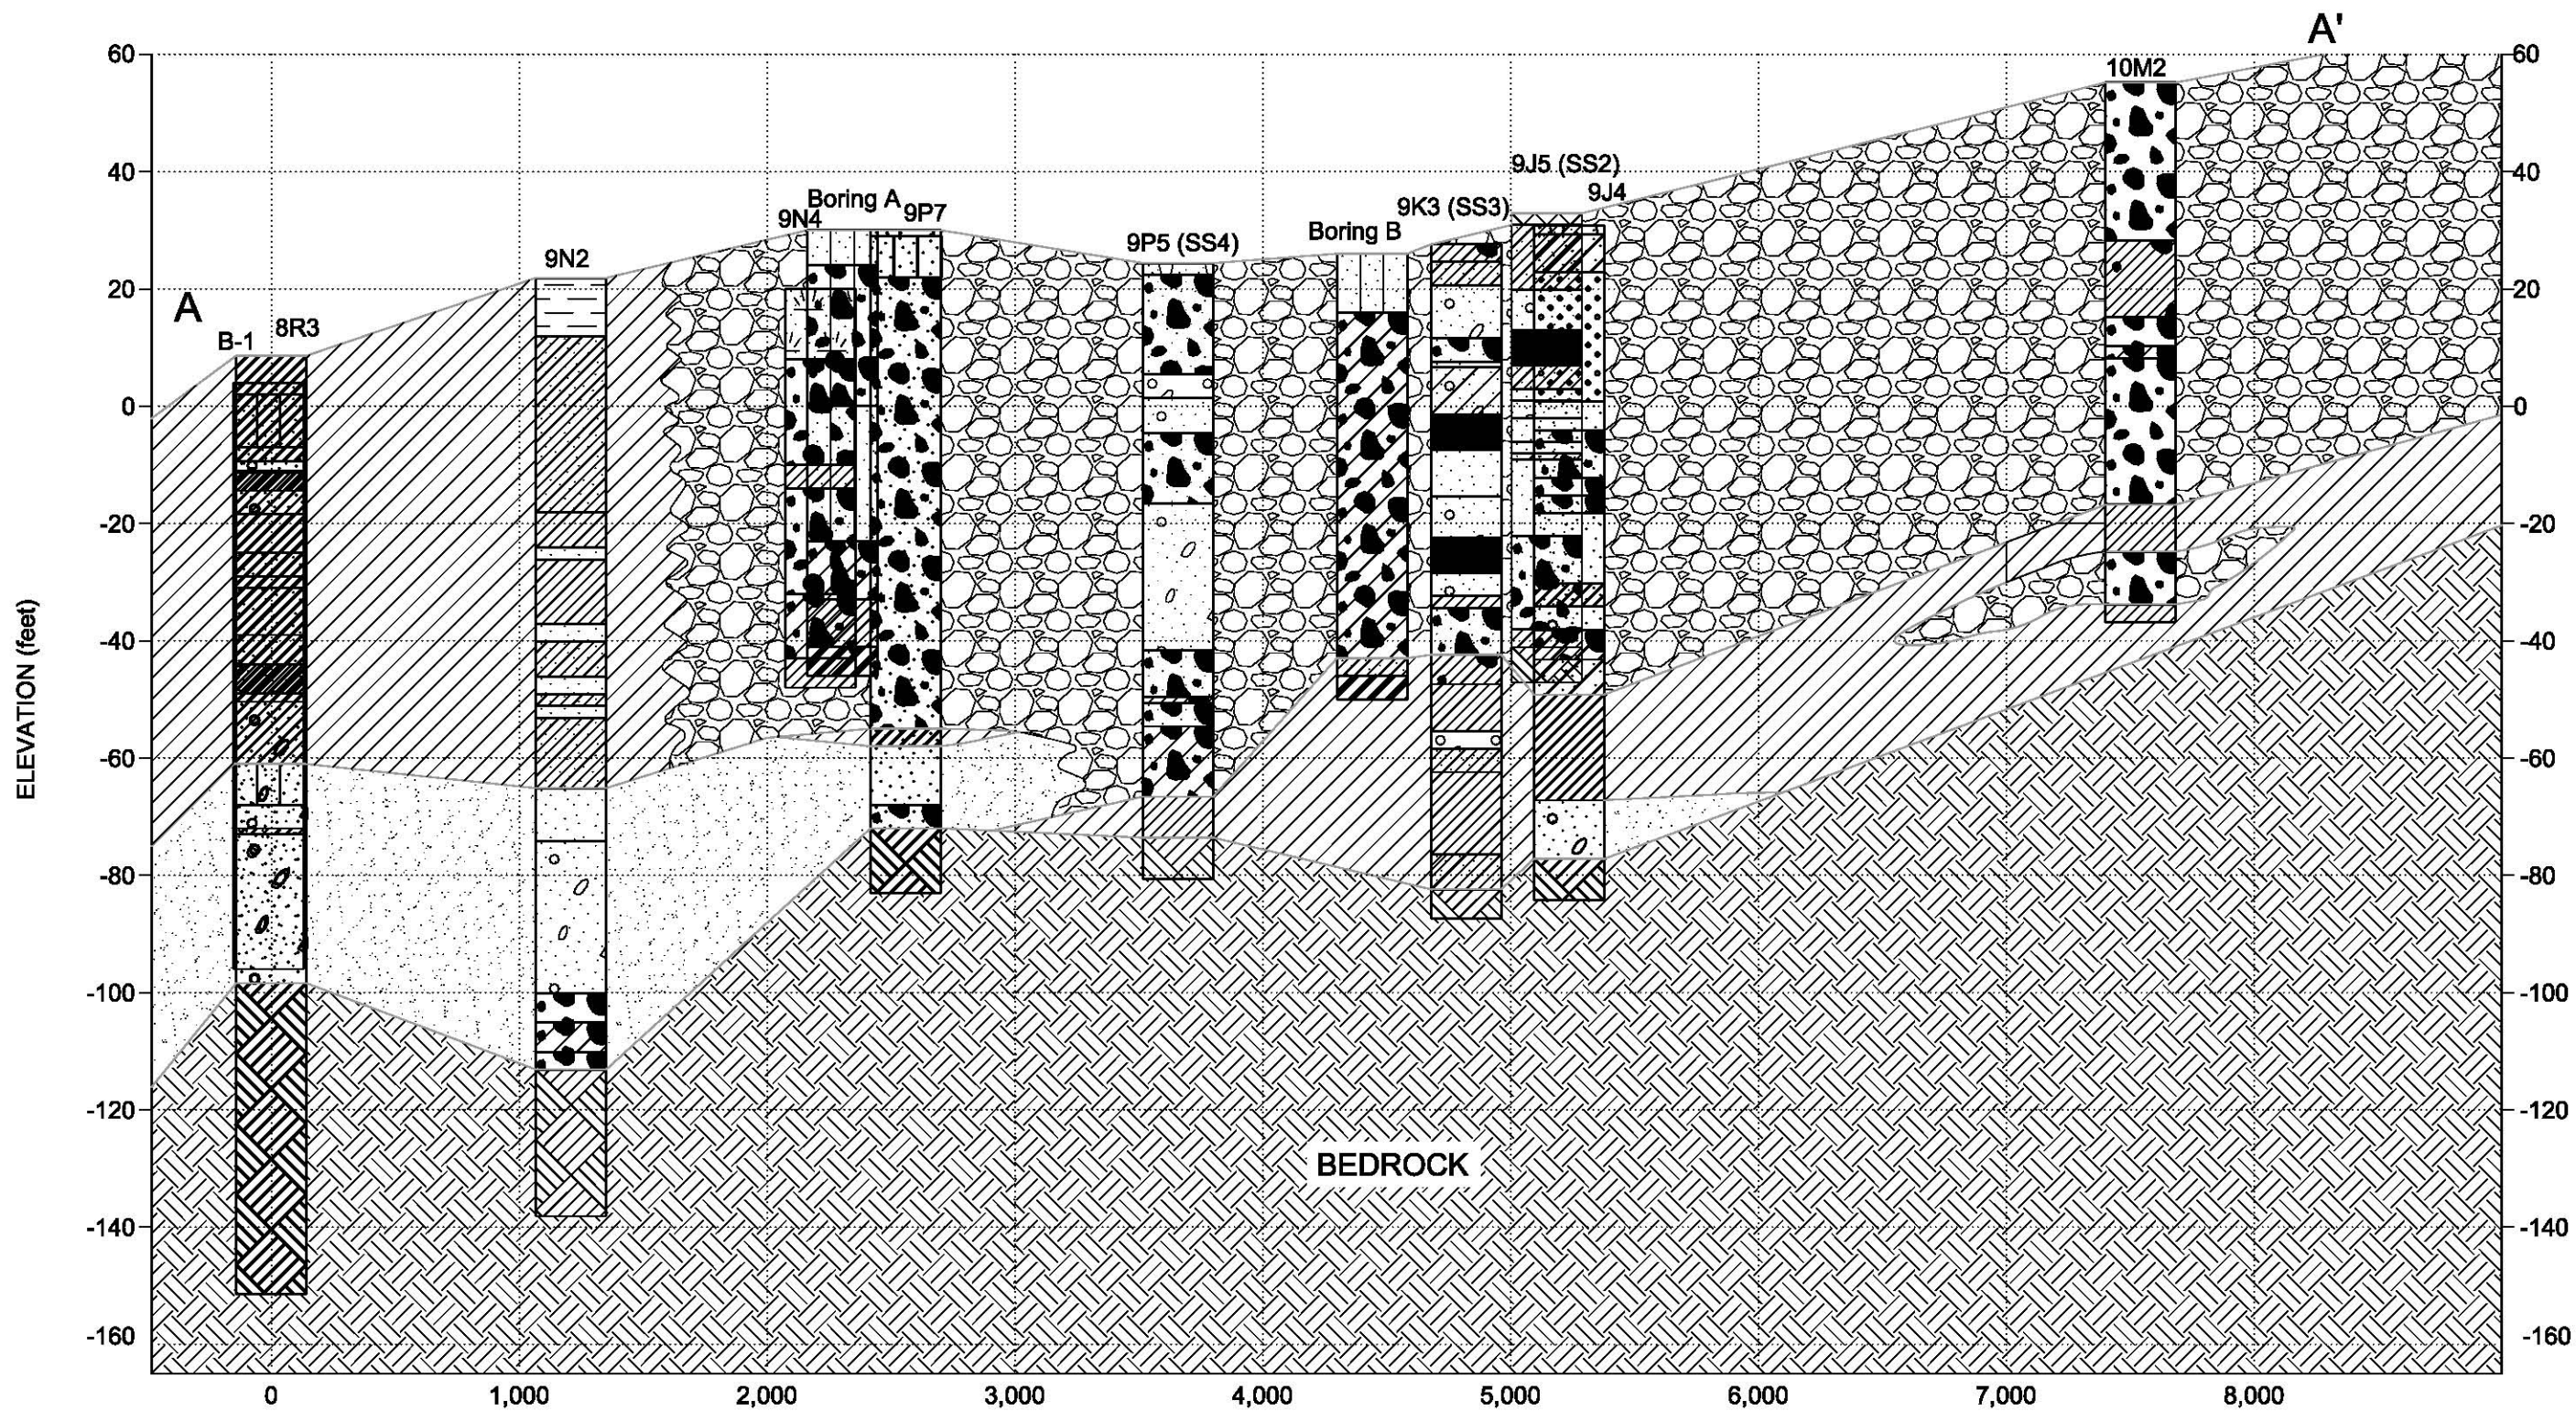 A'
60 60
10M2
40 40
9J5 (SS2)
9J4
Boring A
9N4 9P7
9K3 (SS3)
Boring B
9P5 (SS4)
9N2
20 20
A
B-1 8R3
0 0
-20 -20
-40 -40
ELEVATION (feet)
-60 -60
-80 -80
-100 -100
-120 -120
BEDROCK
-140 -140
-160 -160
0 1,000 2,000 3,000 4,000 5,000 6,000 7,000 8,000